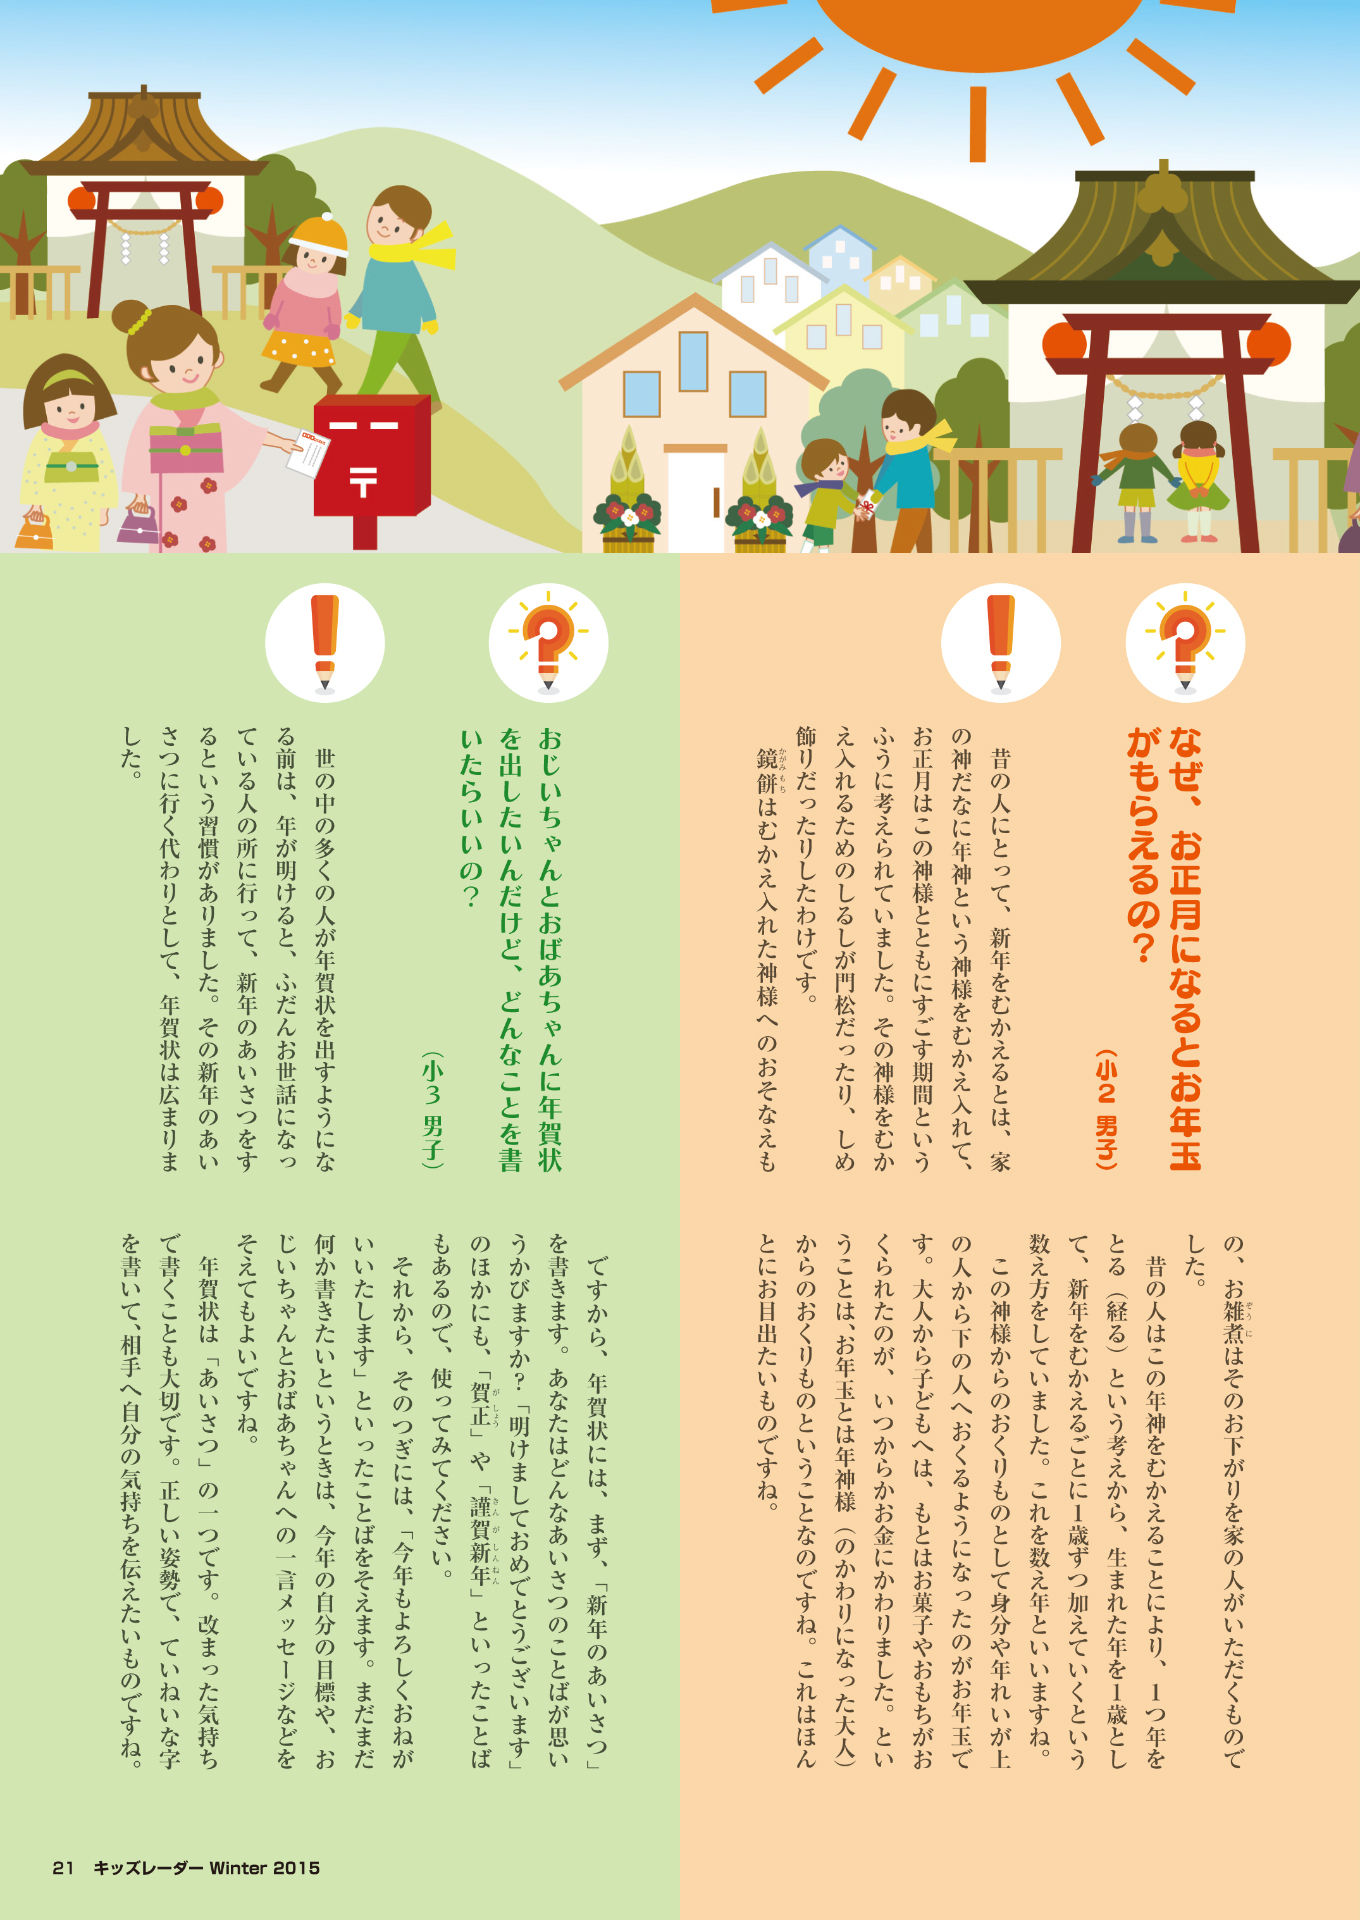 なぜ、お正月になるとお年玉
がもらえるの？
（小２ 男子）
昔の人にとって、新年をむかえるとは、家
の神だなに年神という神様をむかえ入れて、
お正月はこの神様とともにすごす期間という
ふうに考えられていました。その神様をむか
え入れるためのしるしが門松だったり、しめ
飾りだったりしたわけです。
鏡餅はむかえ入れた神様へのおそなえも
かがみもち
の、お雑煮はそのお下がりを家の人がいただくもので
ぞうに
した。
昔の人はこの年神をむかえることにより、１つ年を
とる（経る）という考えから、生まれた年を１歳とし
て、新年をむかえるごとに１歳ずつ加えていくという
数え方をしていました。これを数え年といいますね。
この神様からのおくりものとして身分や年れいが上
の人から下の人へおくるようになったのがお年玉で
す。大人から子どもへは、もとはお菓子やおもちがお
くられたのが、いつからかお金にかわりました。とい
うことは、お年玉とは年神様（のかわりになった大人）
からのおくりものということなのですね。これはほん
とにお目出たいものですね。
おじいちゃんとおばあちゃんに年賀状
を出したいんだけど、どんなことを書
いたらいいの？
（小３ 男子）
世の中の多くの人が年賀状を出すようにな
る前は、年が明けると、ふだんお世話になっ
ている人の所に行って、新年のあいさつをす
るという習慣がありました。その新年のあい
さつに行く代わりとして、年賀状は広まりま
した。
ですから、年賀状には、まず、「新年のあいさつ」
を書きます。あなたはどんなあいさつのことばが思い
うかびますか？「明けましておめでとうございます」
のほかにも、「賀正」や「謹賀新年」といったことば
がしょう きんがしんねん
もあるので、使ってみてください。
それから、そのつぎには、「今年もよろしくおねが
いいたします」といったことばをそえます。まだまだ
何か書きたいというときは、今年の自分の目標や、お
じいちゃんとおばあちゃんへの一言メッセージなどを
そえてもよいですね。
年賀状は「あいさつ」の一つです。改まった気持ち
で書くことも大切です。正しい姿勢で、ていねいな字
を書いて、相手へ自分の気持ちを伝えたいものですね。
21 キッズレーダー Winter 2015